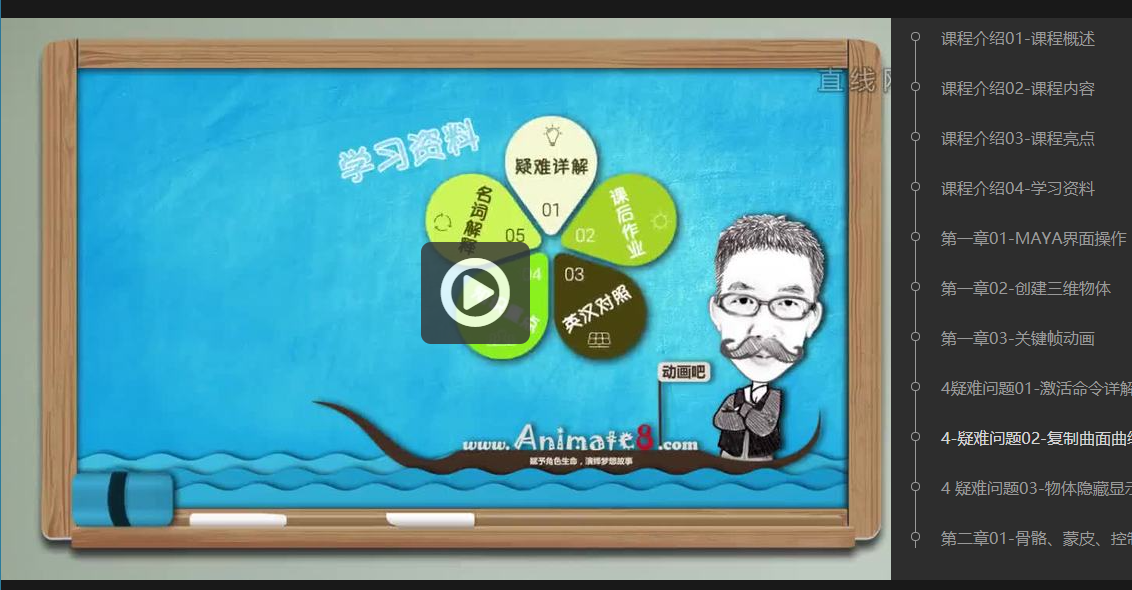 直线网
学习资料
疑难详解
01
名词解释
05
课后作业
02
04
03
英汉对照
动画吧
www.Animate8.com
赋予角色生命，演绎梦想故事
课程介绍01-课程概述
课程介绍02-课程内容
课程介绍03-课程亮点
课程介绍04-学习资料
第一章01-MAYA界面操作
第一章02-创建三维物体
第一章03-关键帧动画
4疑难问题01-激活命令详解
4-疑难问题02-复制曲面曲线
4 疑难问题03-物体隐藏显示
第二章01-骨骼、蒙皮、控制